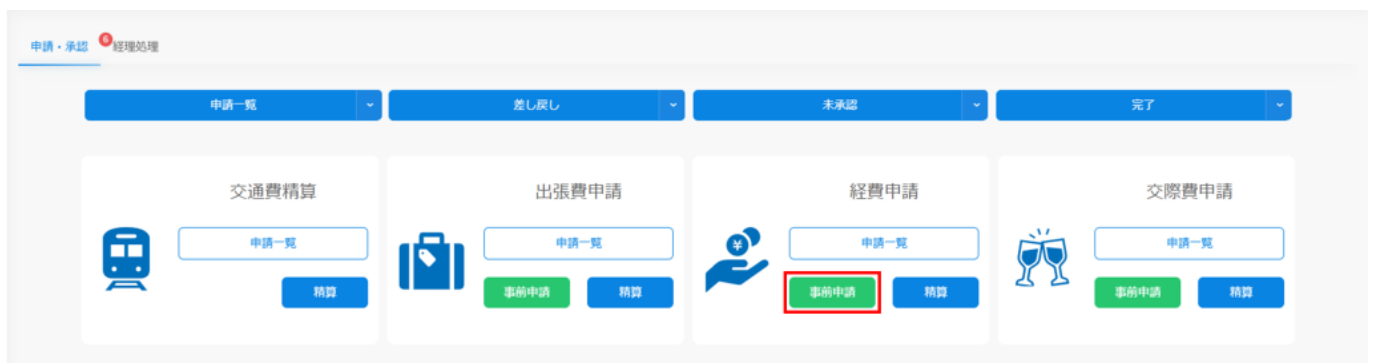 申請・承認 6 経理処理
申請一覧 差し戻し 未承認 完了
交通費精算 出張費申請 経費申請 交際費申請
申請一覧 申請一覧 ¥ 申請一覧 申請一覧
精算 事前申請 精算 事前申請 精算 事前申請 精算